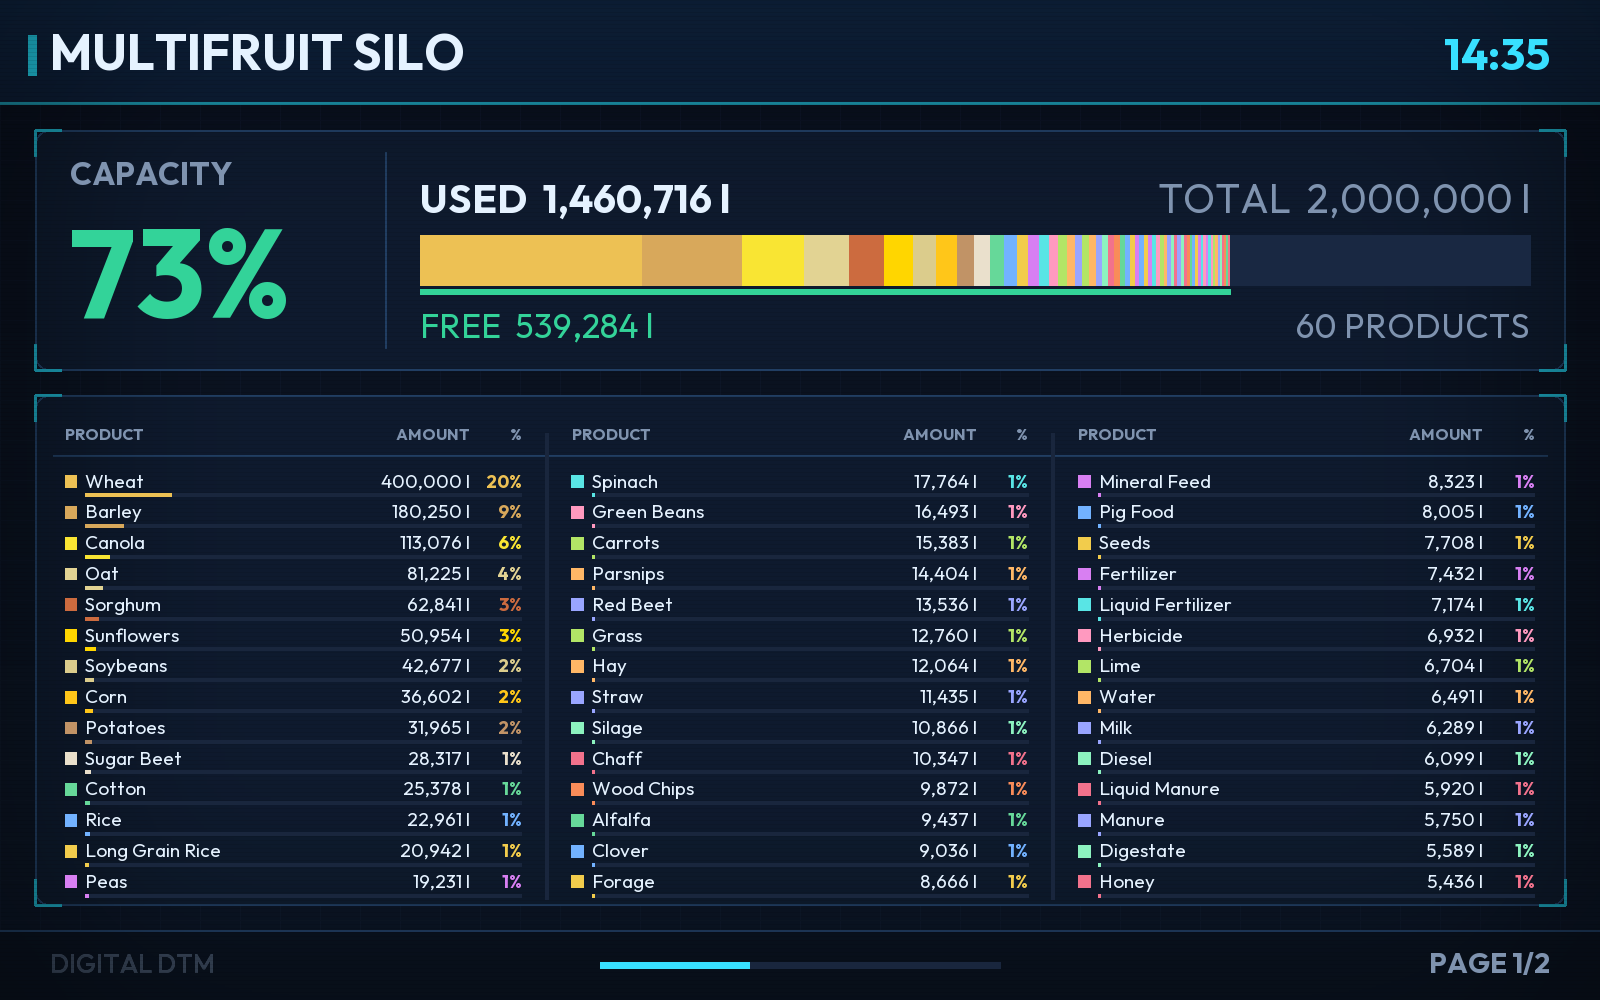 MULTIFRUIT SILO
14:35
CAPACITY
73%
USED 1,460,716 l
TOTAL 2,000,000 l
FREE 539,284 l
60 PRODUCTS
PRODUCT AMOUNT %
Wheat 400,000 l 20%
Barley 180,250 l 9%
Canola 113,076 l 6%
Oat 81,225 l 4%
Sorghum 62,841 l 3%
Sunflowers 50,954 l 3%
Soybeans 42,677 l 2%
Corn 36,602 l 2%
Potatoes 31,965 l 2%
Sugar Beet 28,317 l 1%
Cotton 25,378 l 1%
Rice 22,961 l 1%
Long Grain Rice 20,942 l 1%
Peas 19,231 l 1%
PRODUCT AMOUNT %
Spinach 17,764 l 1%
Green Beans 16,493 l 1%
Carrots 15,383 l 1%
Parsnips 14,404 l 1%
Red Beet 13,536 l 1%
Grass 12,760 l 1%
Hay 12,064 l 1%
Straw 11,435 l 1%
Silage 10,866 l 1%
Chaff 10,347 l 1%
Wood Chips 9,872 l 1%
Alfalfa 9,437 l 1%
Clover 9,036 l 1%
Forage 8,666 l 1%
PRODUCT AMOUNT %
Mineral Feed 8,323 l 1%
Pig Food 8,005 l 1%
Seeds 7,708 l 1%
Fertilizer 7,432 l 1%
Liquid Fertilizer 7,174 l 1%
Herbicide 6,932 l 1%
Lime 6,704 l 1%
Water 6,491 l 1%
Milk 6,289 l 1%
Diesel 6,099 l 1%
Liquid Manure 5,920 l 1%
Manure 5,750 l 1%
Digestate 5,589 l 1%
Honey 5,436 l 1%
DIGITAL DTM
PAGE 1/2